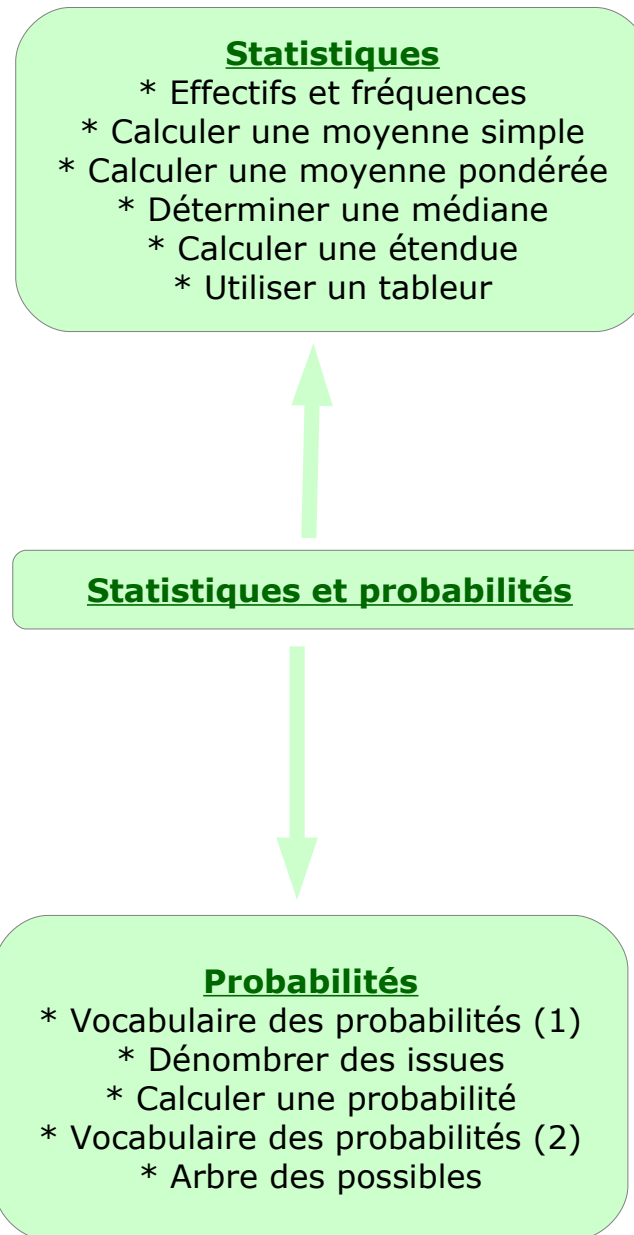 Statistiques
* Effectifs et fréquences
* Calculer une moyenne simple
* Calculer une moyenne pondérée
* Déterminer une médiane
* Calculer une étendue
* Utiliser un tableur
Statistiques et probabilités
Probabilités
* Vocabulaire des probabilités (1)
* Dénombrer des issues
* Calculer une probabilité
* Vocabulaire des probabilités (2)
* Arbre des possibles